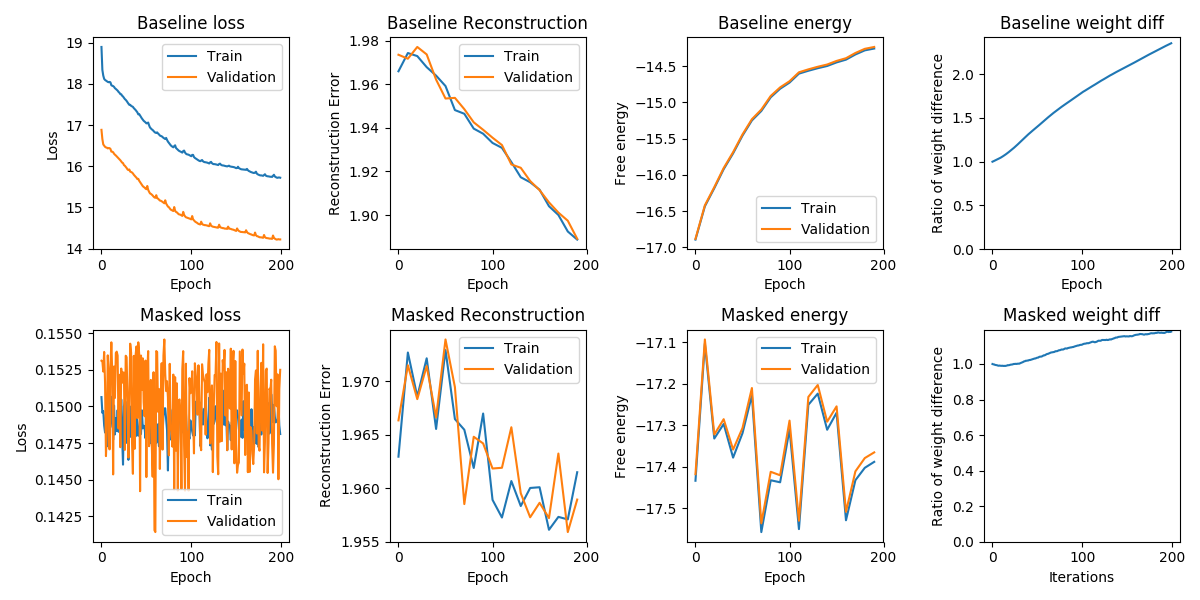 Baseline loss
Loss
19
18
17
16
15
14
Train
Validation
0 100 200
Epoch
Baseline Reconstruction
Reconstruction Error
1.98
1.96
1.94
1.92
1.90
Train
Validation
0 100 200
Epoch
Baseline energy
Free energy
−14.5
−15.0
−15.5
−16.0
−16.5
−17.0
Train
Validation
0 100 200
Epoch
Baseline weight diff
Ratio of weight difference
2.0
1.5
1.0
0.5
0.0
0 100 200
Epoch
Masked loss
Loss
0.1550
0.1525
0.1500
0.1475
0.1450
0.1425
Train
Validation
0 100 200
Epoch
Masked Reconstruction
Reconstruction Error
1.970
1.965
1.960
1.955
Train
Validation
0 100 200
Epoch
Masked energy
Free energy
−17.1
−17.2
−17.3
−17.4
−17.5
Train
Validation
0 100 200
Epoch
Masked weight diff
Ratio of weight difference
1.0
0.8
0.6
0.4
0.2
0.0
0 100 200
Iterations